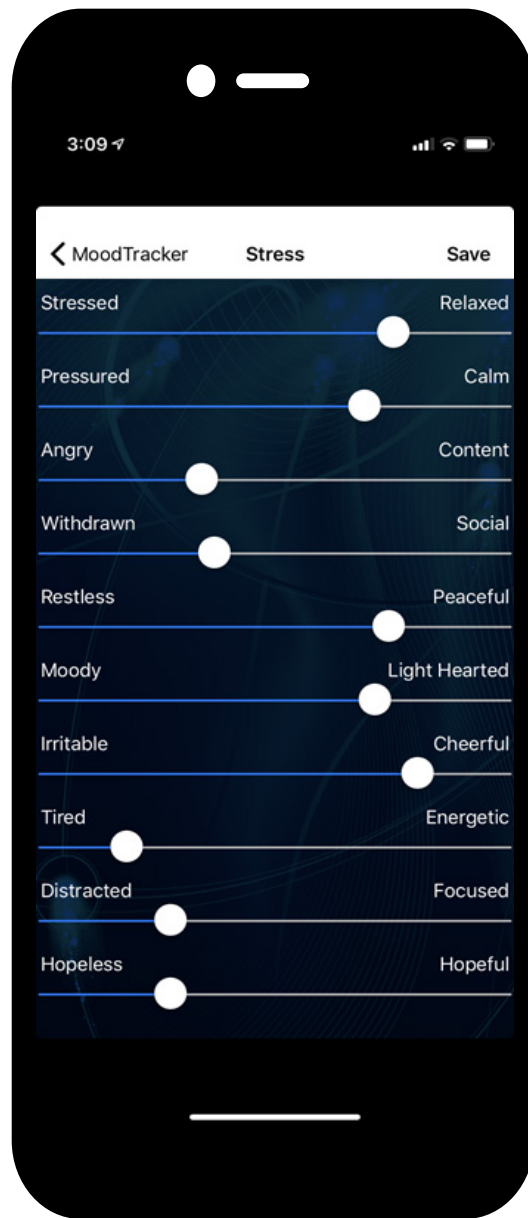 3:09
MoodTracker Stress Save
Stressed Relaxed
Pressured Calm
Angry Content
Withdrawn Social
Restless Peaceful
Moody Light Hearted
Irritable Cheerful
Tired Energetic
Distracted Focused
Hopeless Hopeful